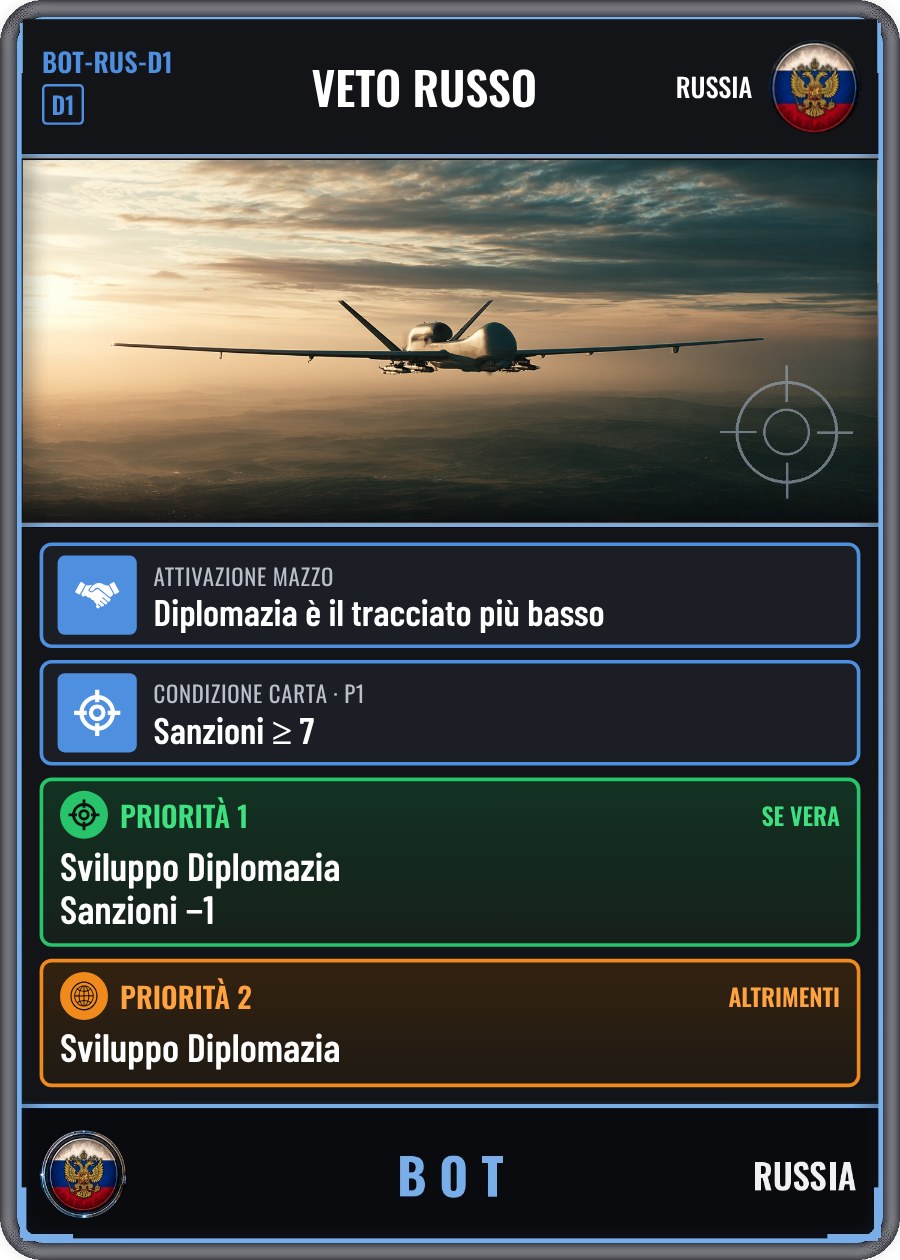 BOT-RUS-D1
D1
VETO RUSSO
RUSSIA
ATTIVAZIONE MAZZO
Diplomazia è il tracciato più basso
CONDIZIONE CARTA · P1
Sanzioni ≥ 7
PRIORITÀ 1
SE VERA
Sviluppo Diplomazia
Sanzioni −1
PRIORITÀ 2
ALTRIMENTI
Sviluppo Diplomazia
BOT
RUSSIA